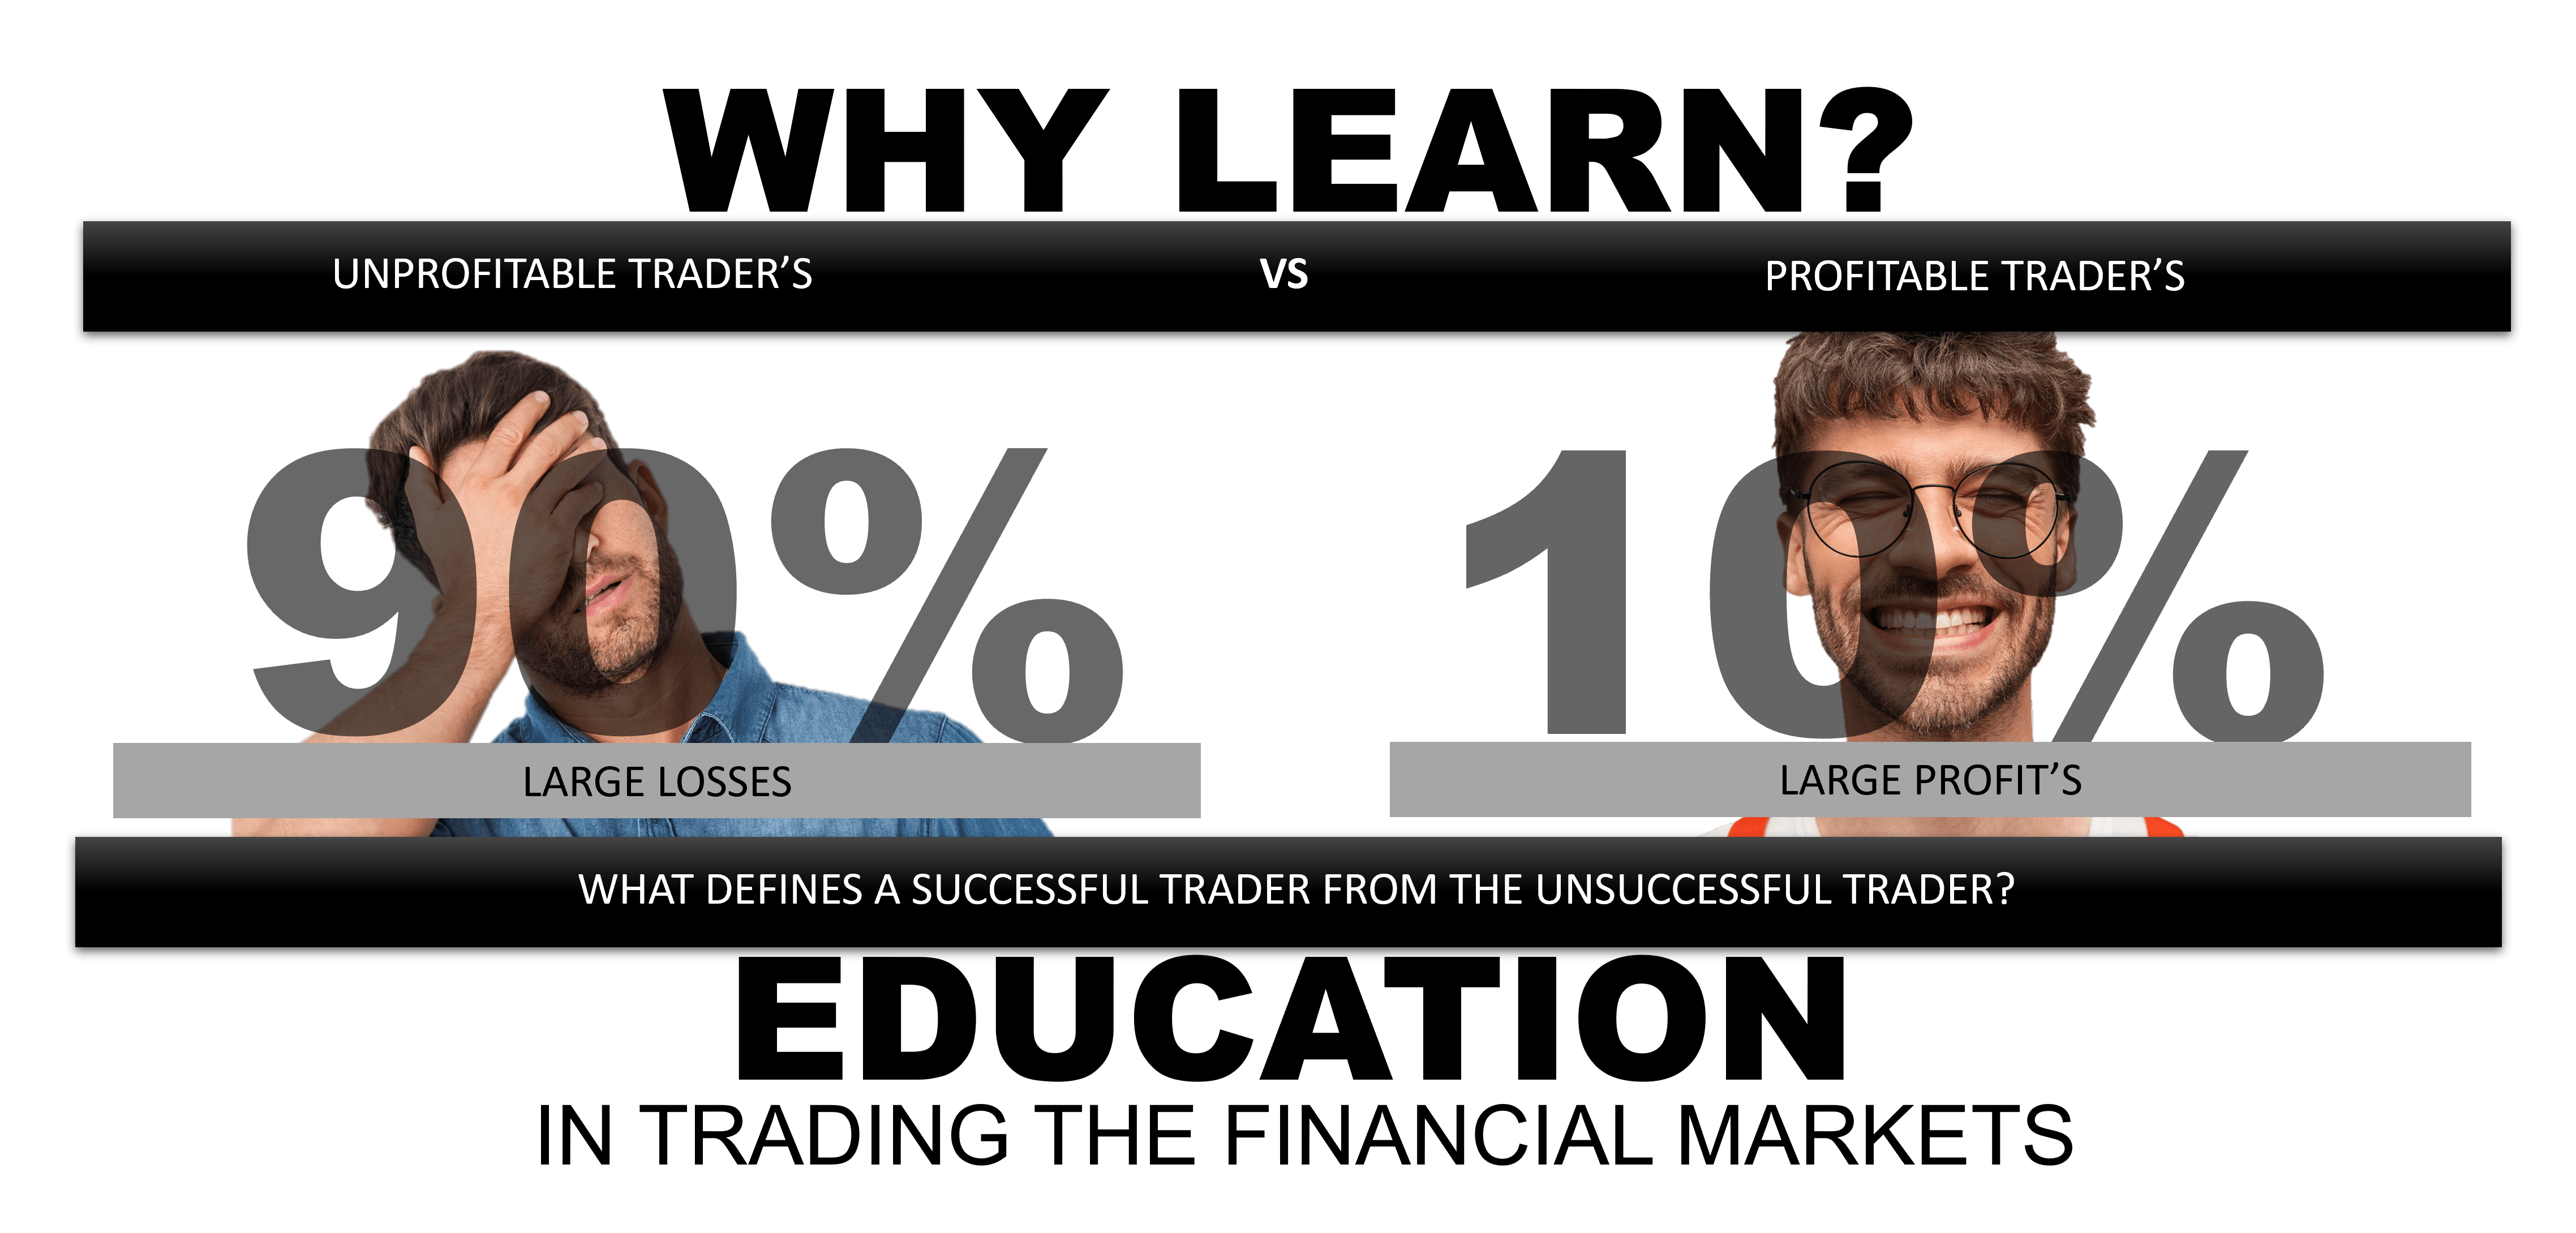 WHY LEARN?
UNPROFITABLE TRADER’S VS PROFITABLE TRADER’S
90% 10%
LARGE LOSSES LARGE PROFIT’S
WHAT DEFINES A SUCCESSFUL TRADER FROM THE UNSUCCESSFUL TRADER?
EDUCATION
IN TRADING THE FINANCIAL MARKETS